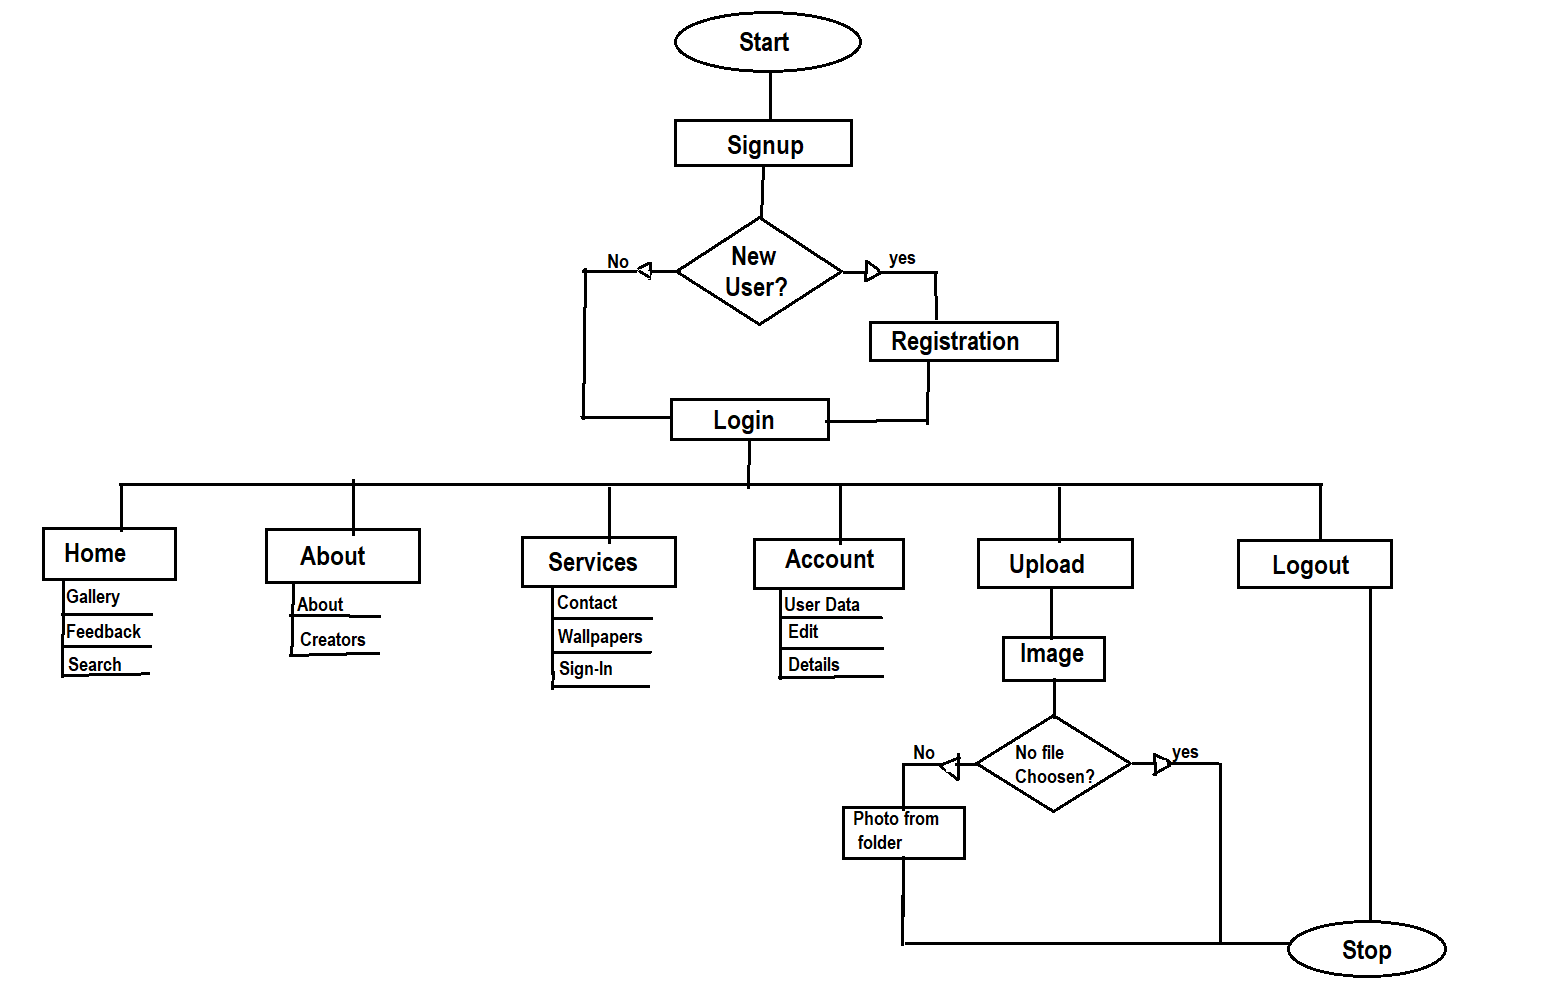 Start
Signup
New
User?
No
yes
Registration
Login
Home
Gallery
Feedback
Search
About
About
Creators
Services
Contact
Wallpapers
Sign-In
Account
User Data
Edit
Details
Upload
Image
No file
Choosen?
No
yes
Photo from
folder
Logout
Stop